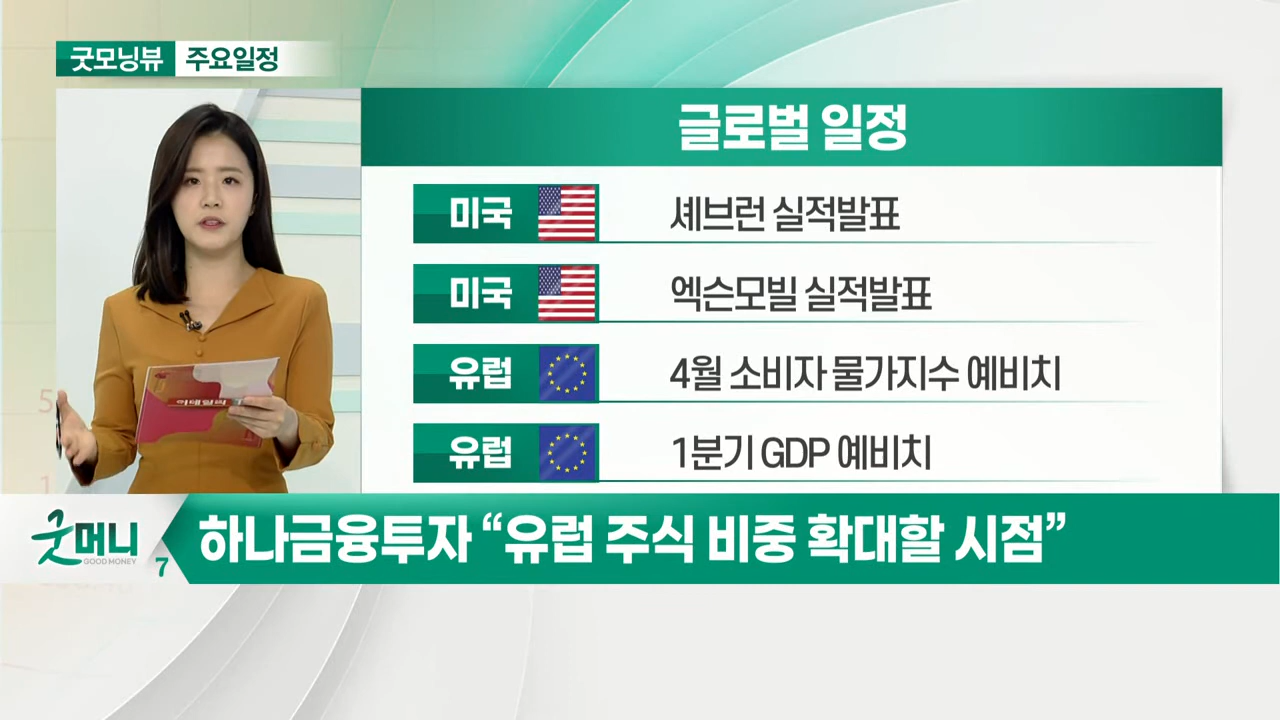 굿모닝뷰 주요일정
글로벌 일정
미국 셰브런 실적발표
미국 엑슨모빌 실적발표
유럽 4월 소비자 물가지수 예비치
유럽 1분기 GDP 예비치
굿머니
GOOD MONEY
7
하나금융투자 “유럽 주식 비중 확대할 시점”
5
1